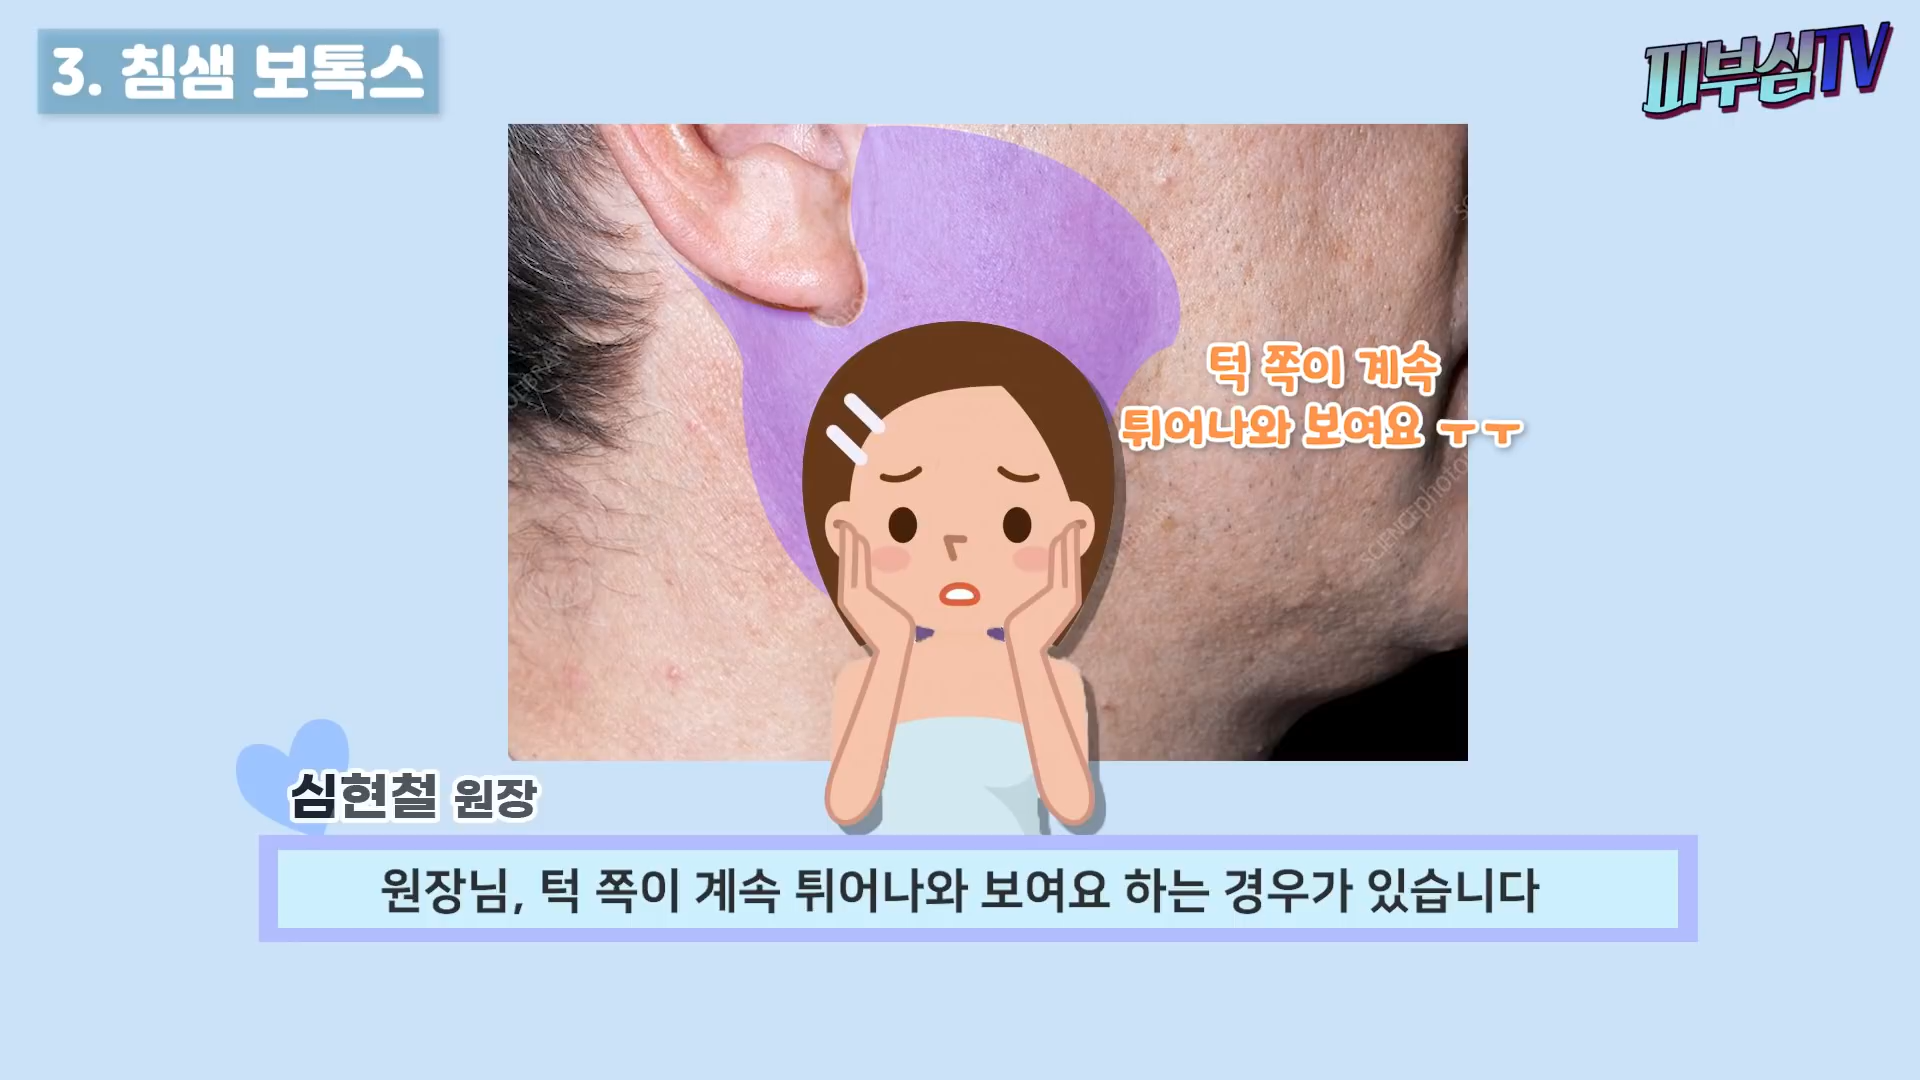 3. 침샘 보톡스
피부심TV
턱 쪽이 계속
튀어나와 보여요 ㅜㅜ
SCIENCEphoto
심현철 원장
원장님, 턱 쪽이 계속 튀어나와 보여요 하는 경우가 있습니다